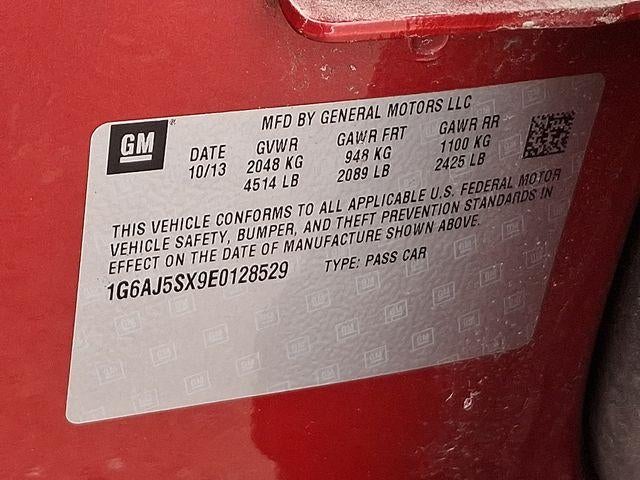 MFD BY GENERAL MOTORS LLC
GM
DATE GVWR GAWR FRT GAWR RR
10/13 2048 KG 948 KG 1100 KG
4514 LB 2089 LB 2425 LB
THIS VEHICLE CONFORMS TO ALL APPLICABLE U.S. FEDERAL MOTOR
VEHICLE SAFETY, BUMPER, AND THEFT PREVENTION STANDARDS IN
EFFECT ON THE DATE OF MANUFACTURE SHOWN ABOVE.
1G6AJ5SX9E0128529 TYPE: PASS CAR